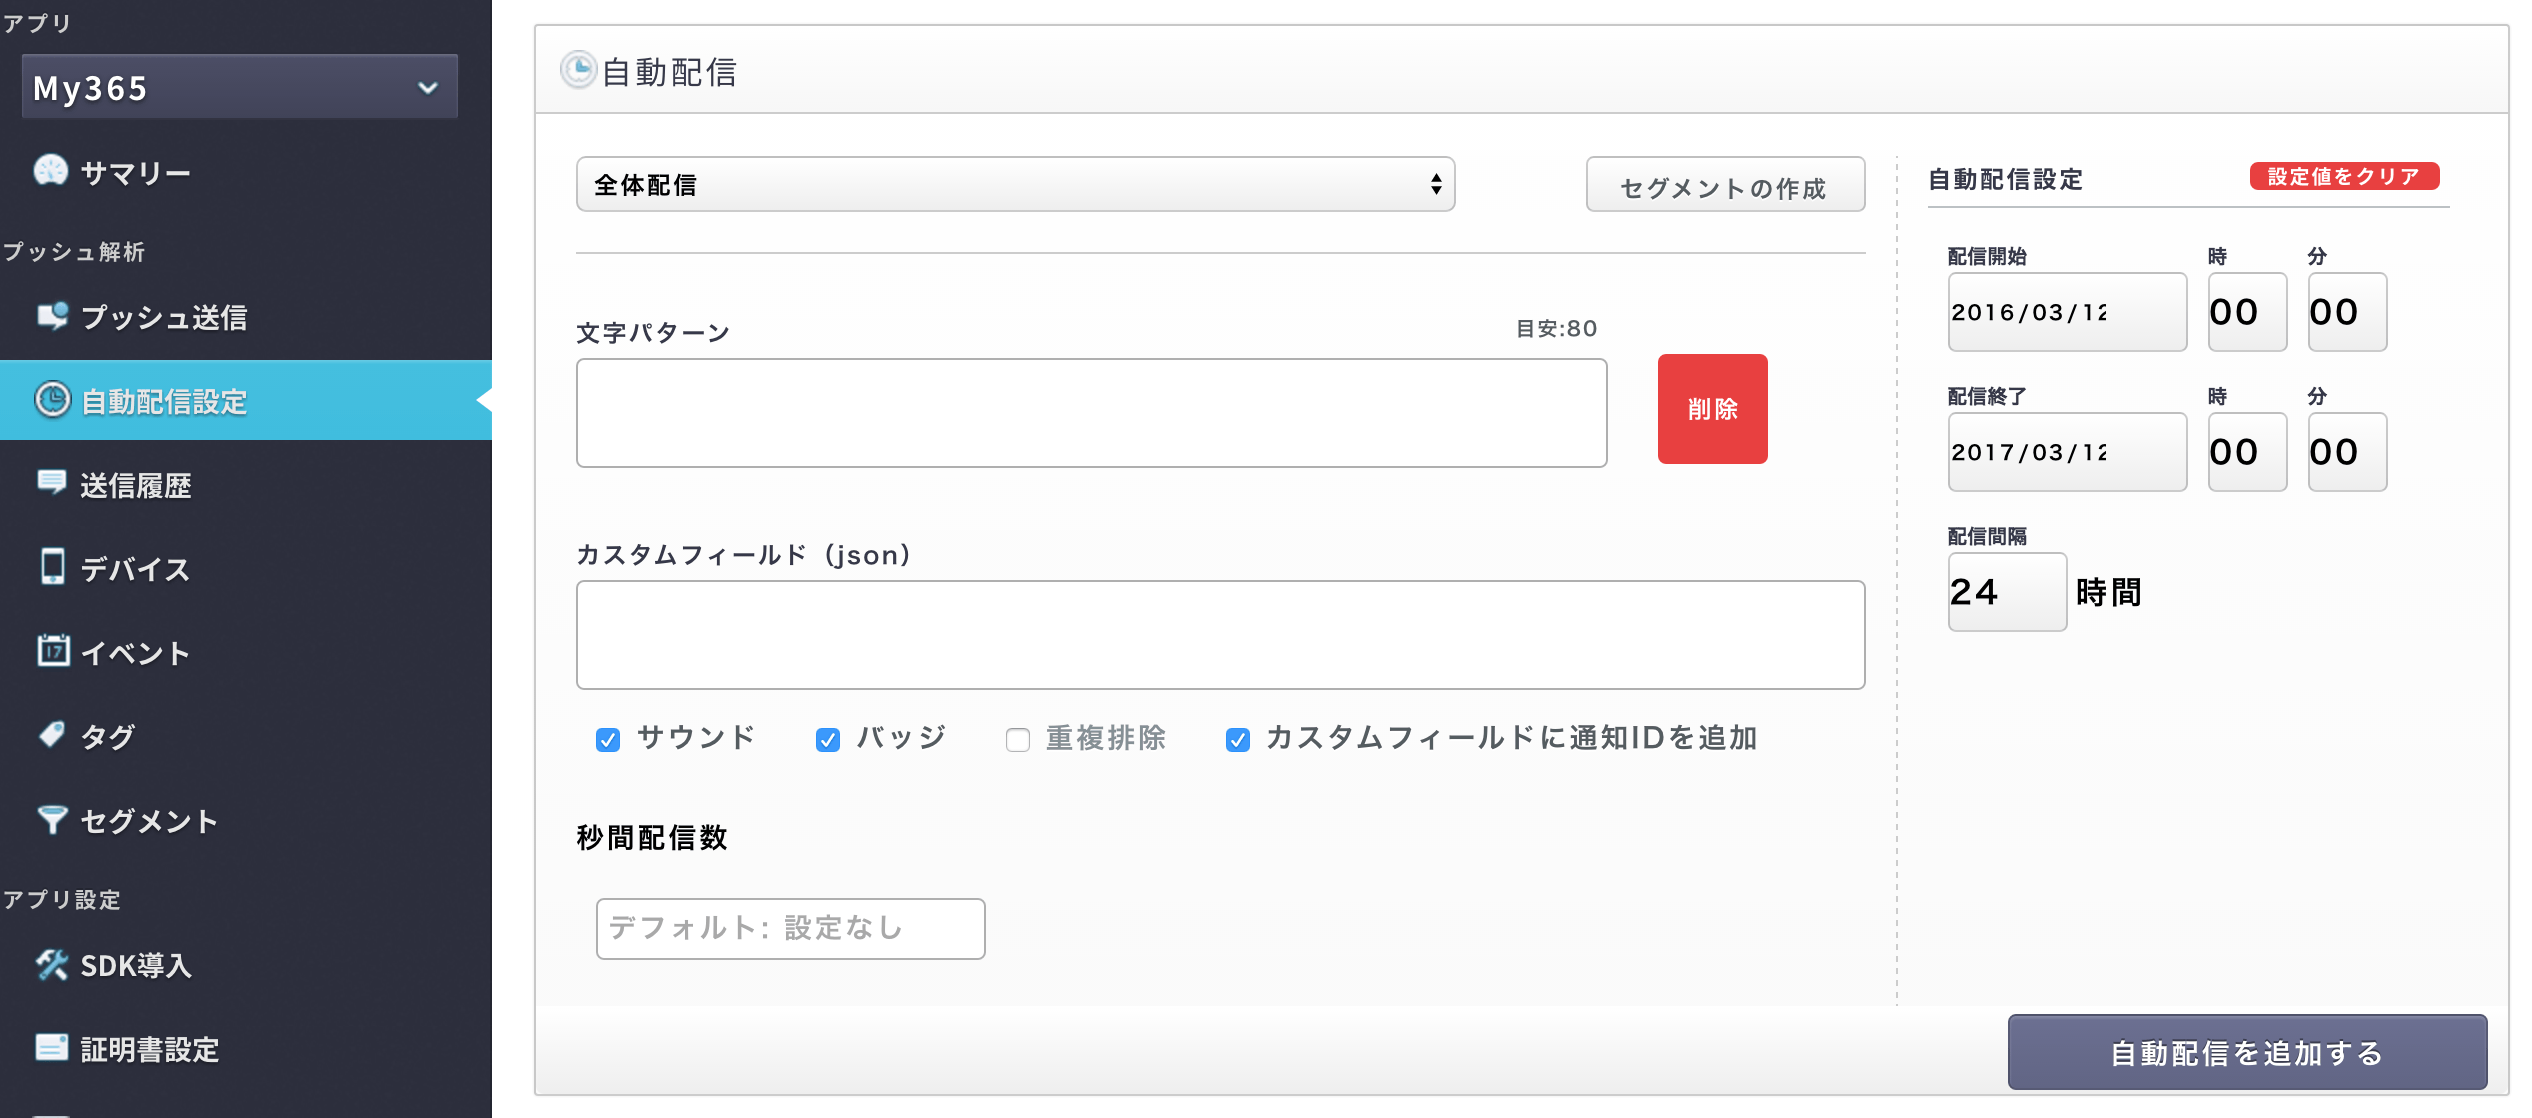 アプリ
My365
サマリー
プッシュ解析
プッシュ送信
自動配信設定
送信履歴
デバイス
17
イベント
タグ
セグメント
アプリ設定
SDK導入
証明書設定
自動配信
全体配信
セグメントの作成
文字パターン
目安:80
削除
カスタムフィールド（json）
サウンド
バッジ
重複排除
カスタムフィールドに通知IDを追加
秒間配信数
デフォルト: 設定なし
自動配信設定
設定値をクリア
配信開始 時 分
2016/03/12 00 00
配信終了 時 分
2017/03/12 00 00
配信間隔
24 時間
自動配信を追加する